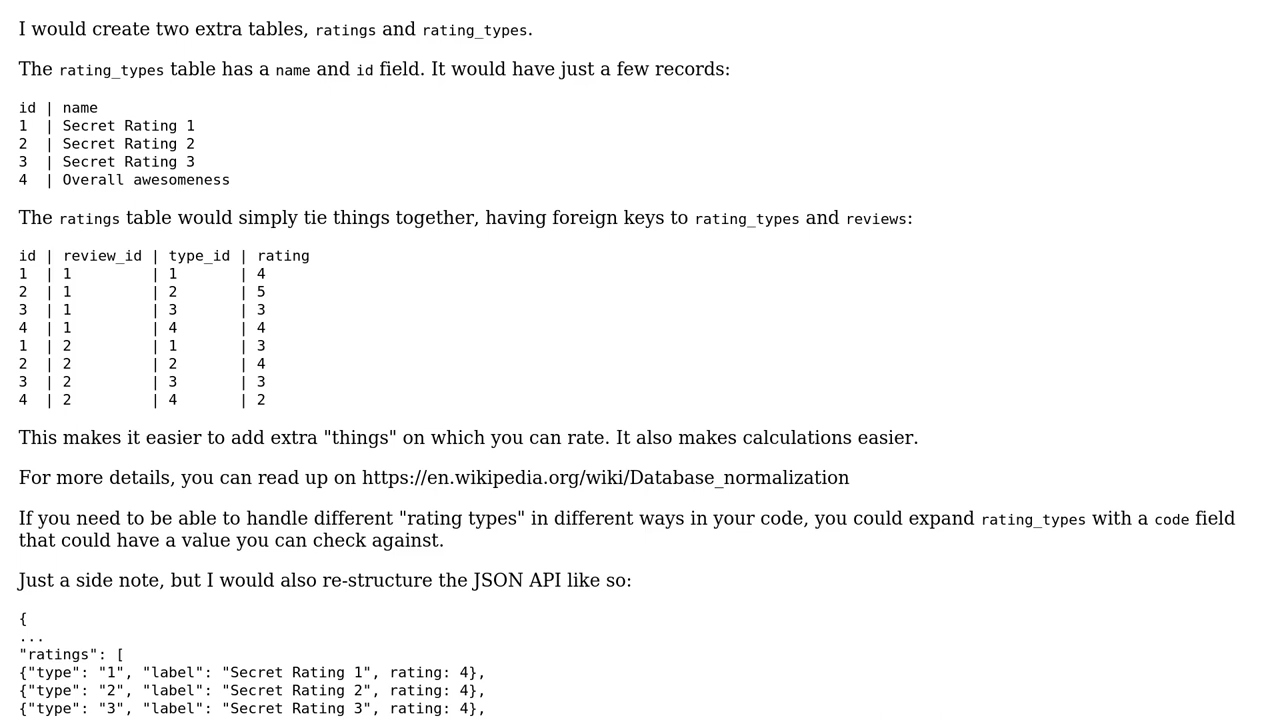 I would create two extra tables, ratings and rating_types.
The rating_types table has a name and id field. It would have just a few records:
id | name
1  | Secret Rating 1
2  | Secret Rating 2
3  | Secret Rating 3
4  | Overall awesomeness
The ratings table would simply tie things together, having foreign keys to rating_types and reviews:
id | review_id | type_id | rating
1  | 1         | 1       | 4
2  | 1         | 2       | 5
3  | 1         | 3       | 3
4  | 1         | 4       | 4
1  | 2         | 1       | 3
2  | 2         | 2       | 4
3  | 2         | 3       | 3
4  | 2         | 4       | 2
This makes it easier to add extra "things" on which you can rate. It also makes calculations easier.
For more details, you can read up on https://en.wikipedia.org/wiki/Database_normalization
If you need to be able to handle different "rating types" in different ways in your code, you could expand rating_types with a code field
that could have a value you can check against.
Just a side note, but I would also re-structure the JSON API like so:
{
...
"ratings": [
{"type": "1", "label": "Secret Rating 1", rating: 4},
{"type": "2", "label": "Secret Rating 2", rating: 4},
{"type": "3", "label": "Secret Rating 3", rating: 4},